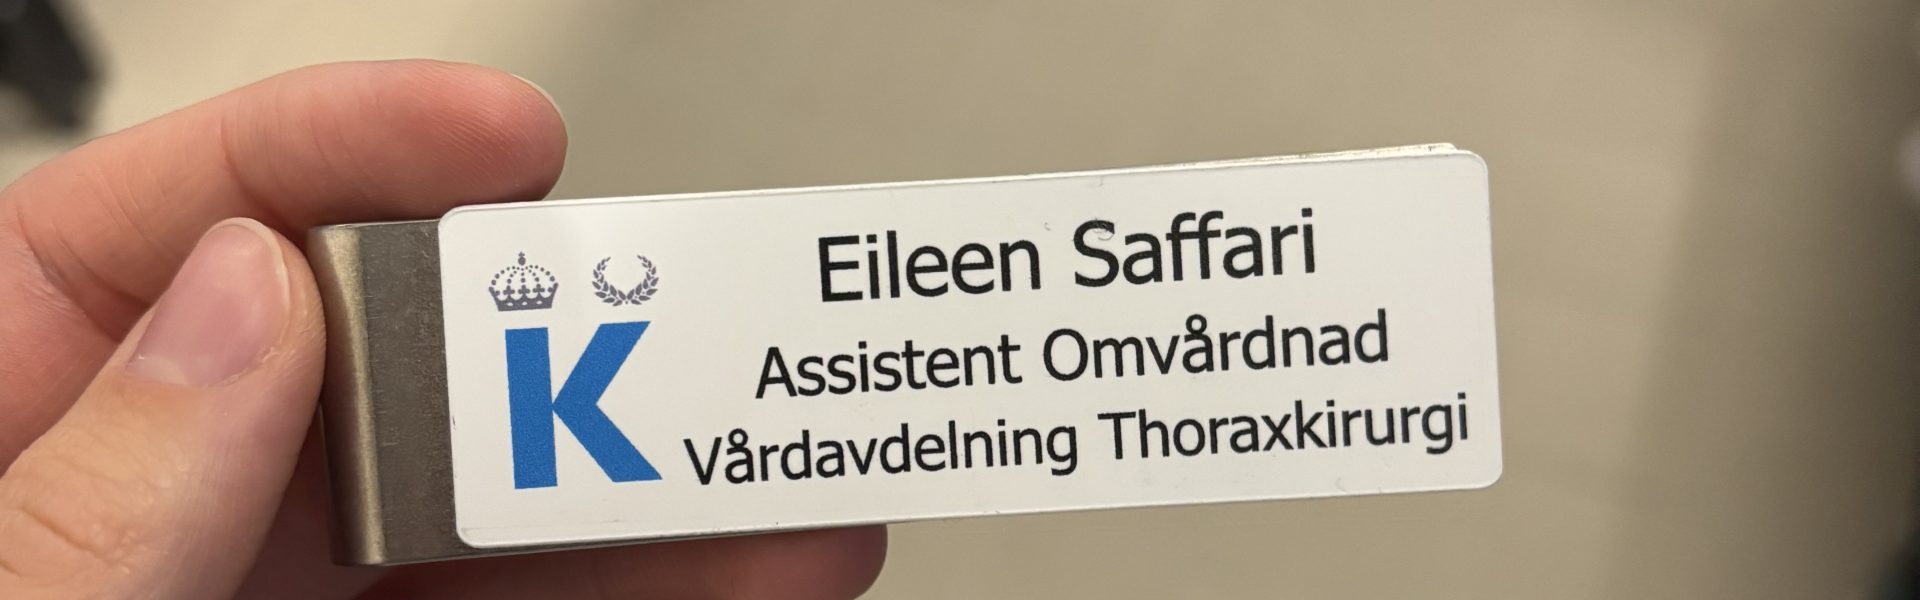 K
Eileen Saffari
Assistent Omvårdnad
Vårdavdelning Thoraxkirurgi